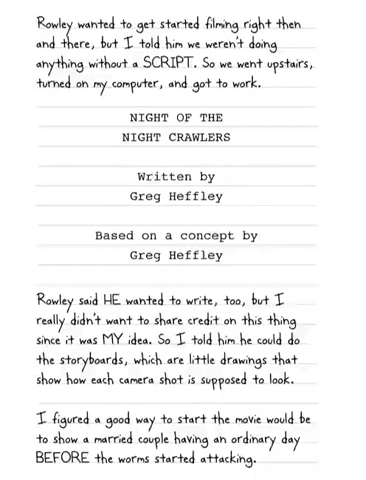 Rowley wanted to get started filming right then
and there, but I told him we weren't doing
anything without a SCRIPT. So we went upstairs,
turned on my computer, and got to work.
NIGHT OF THE
NIGHT CRAWLERS
Written by
Greg Heffley
Based on a concept by
Greg Heffley
Rowley said HE wanted to write, too, but I
really didn't want to share credit on this thing
since it was MY idea. So I told him he could do
the storyboards, which are little drawings that
show how each camera shot is supposed to look.
I figured a good way to start the movie would be
to show a married couple having an ordinary day
BEFORE the worms started attacking.